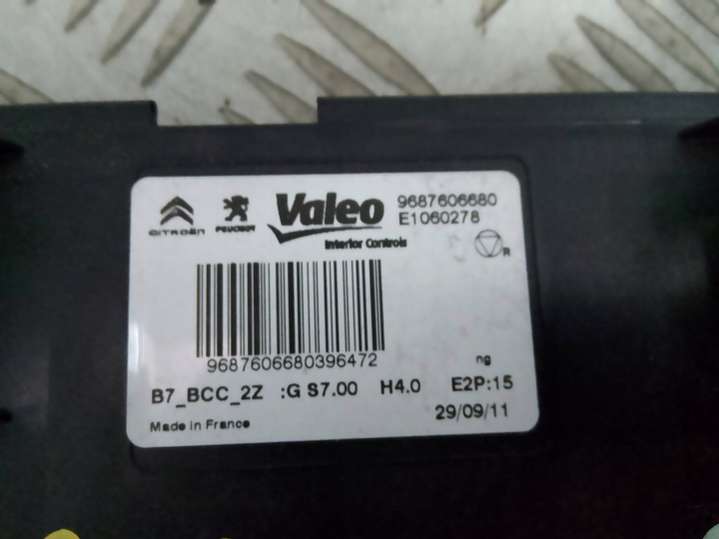 CITROËN PEUGEOT Valeo 9687606680
E1060278
Interior Controls
R
9687606680396472
ng
B7_BCC_2Z :G S7.00 H4.0 E2P:15
29/09/11
Made in France